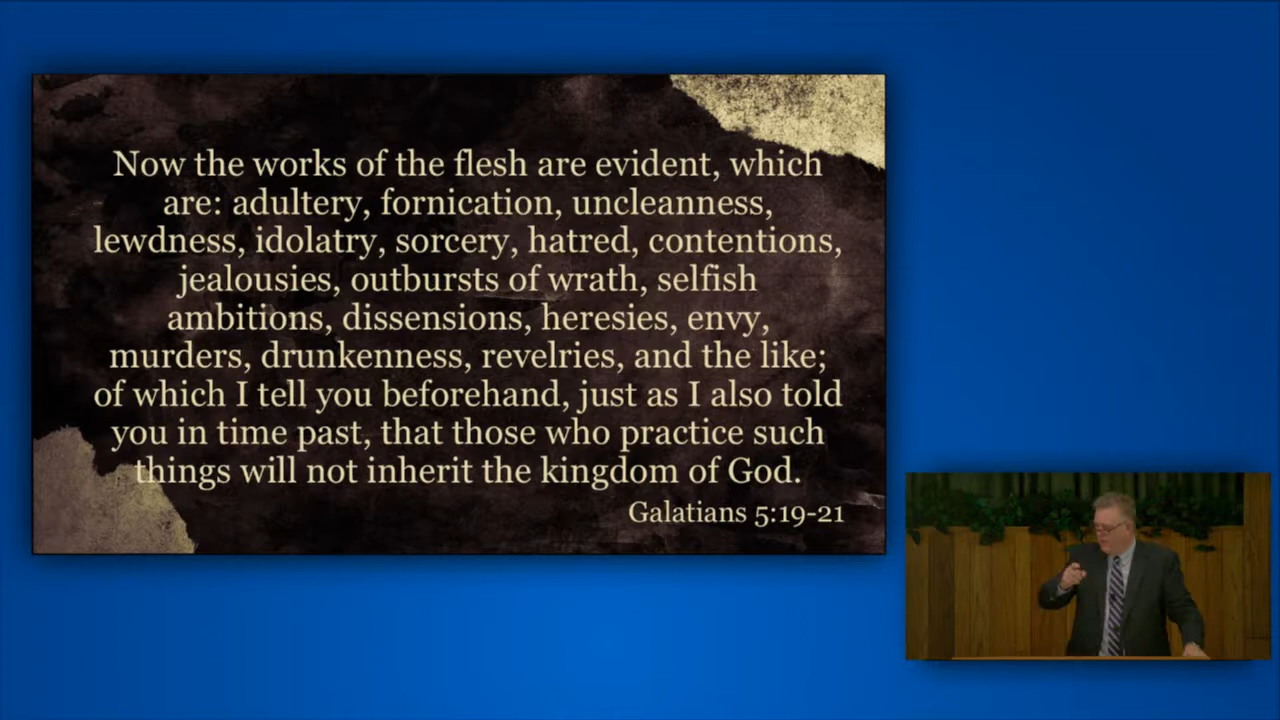 Now the works of the flesh are evident, which
are: adultery, fornication, uncleanness,
lewdness, idolatry, sorcery, hatred, contentions,
jealousies, outbursts of wrath, selfish
ambitions, dissensions, heresies, envy,
murders, drunkenness, revelries, and the like;
of which I tell you beforehand, just as I also told
you in time past, that those who practice such
things will not inherit the kingdom of God.
Galatians 5:19-21